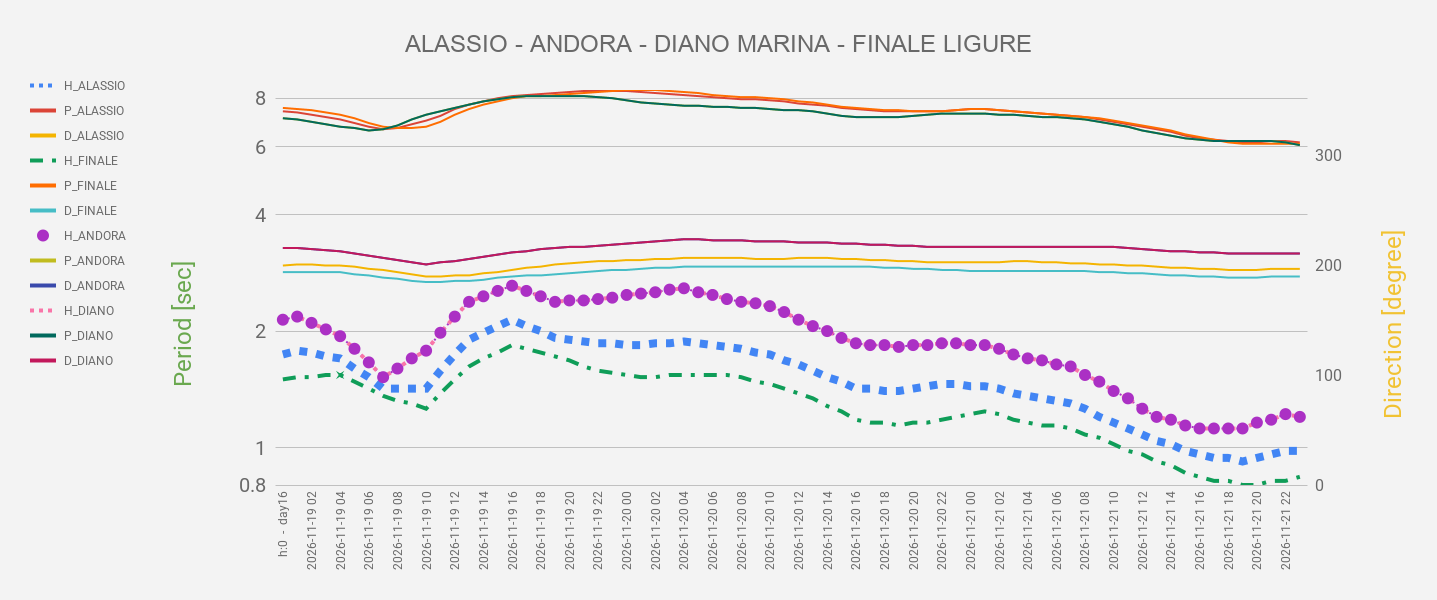 ALASSIO - ANDORA - DIANO MARINA - FINALE LIGURE
H_ALASSIO
P_ALASSIO
D_ALASSIO
H_FINALE
P_FINALE
D_FINALE
H_ANDORA
P_ANDORA
D_ANDORA
H_DIANO
P_DIANO
D_DIANO
Period [sec]
8
6
4
2
1
0.8
300
200
100
0
Direction [degree]
h:0 - day16
2026-11-19 02
2026-11-19 04
2026-11-19 06
2026-11-19 08
2026-11-19 10
2026-11-19 12
2026-11-19 14
2026-11-19 16
2026-11-19 18
2026-11-19 20
2026-11-19 22
2026-11-20 00
2026-11-20 02
2026-11-20 04
2026-11-20 06
2026-11-20 08
2026-11-20 10
2026-11-20 12
2026-11-20 14
2026-11-20 16
2026-11-20 18
2026-11-20 20
2026-11-20 22
2026-11-21 00
2026-11-21 02
2026-11-21 04
2026-11-21 06
2026-11-21 08
2026-11-21 10
2026-11-21 12
2026-11-21 14
2026-11-21 16
2026-11-21 18
2026-11-21 20
2026-11-21 22